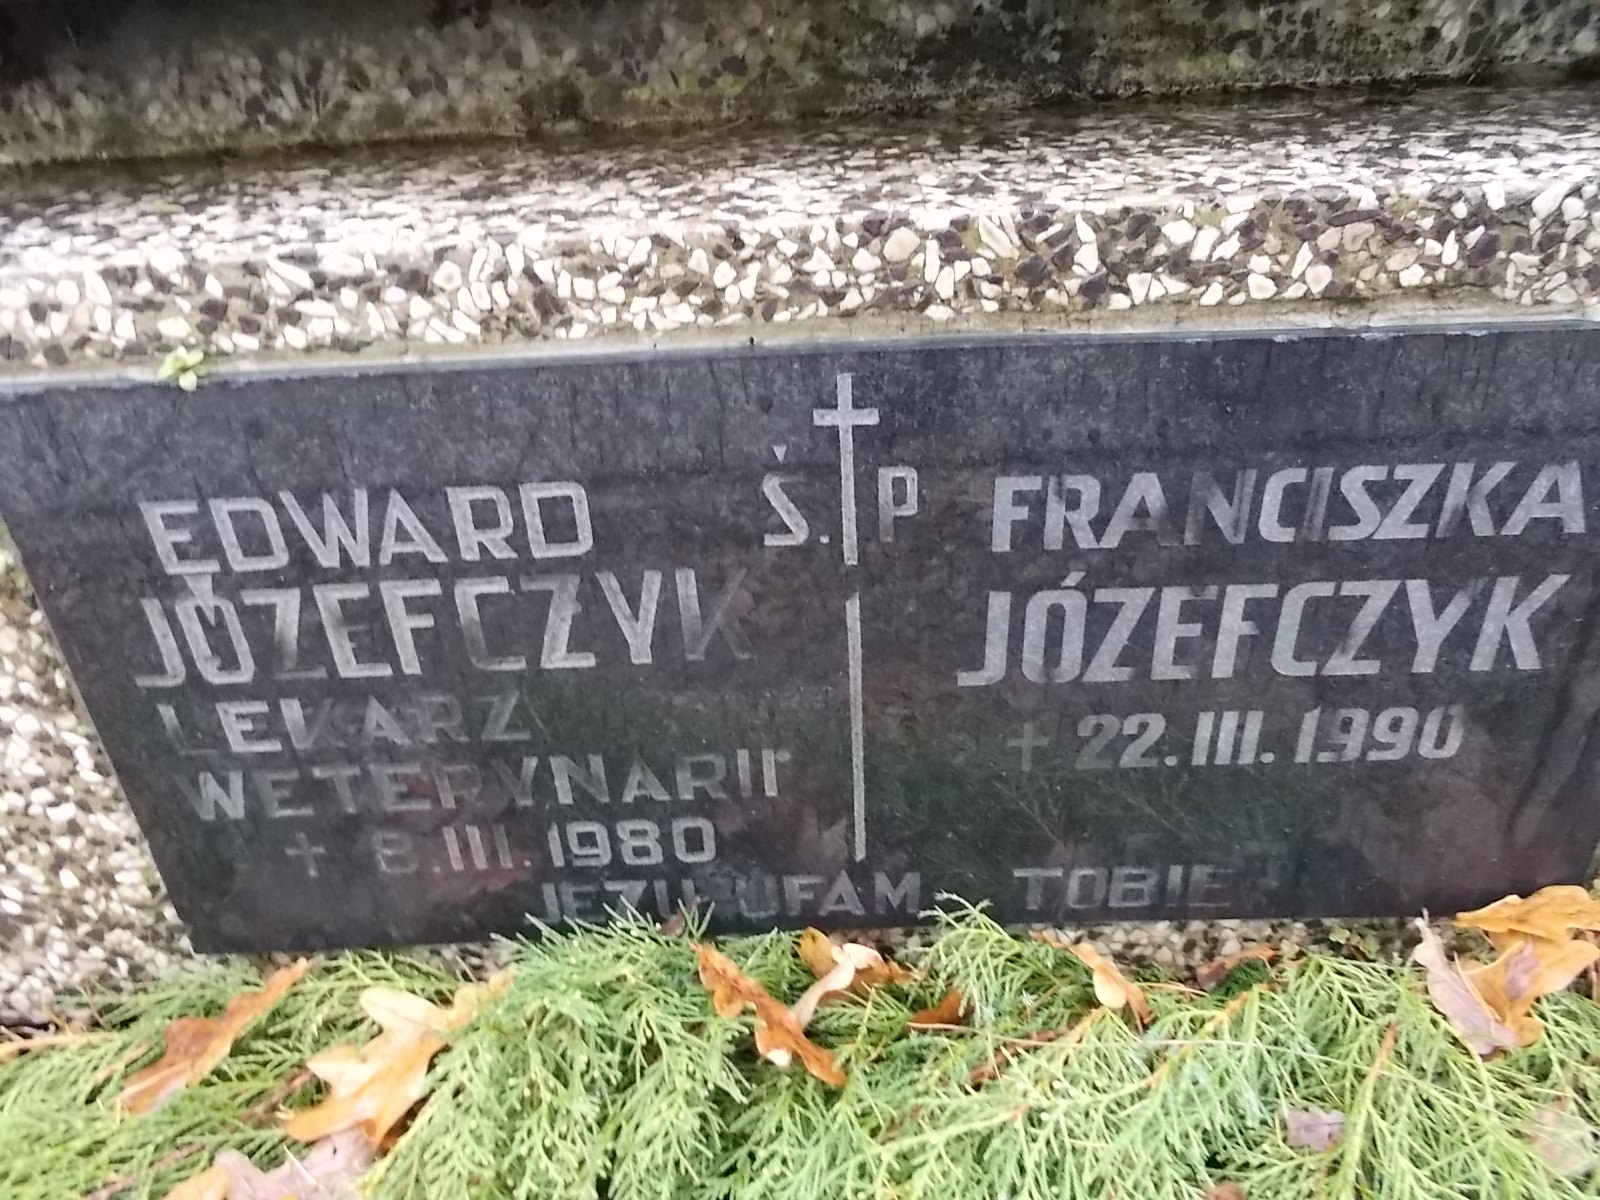 Ś.P
EDWARD
JÓZEFCZYK
LEKARZ
WETERYNARII
+ 8.III.1980
FRANCISZKA
JÓZEFCZYK
+ 22.III.1990
JEZU UFAM TOBIE